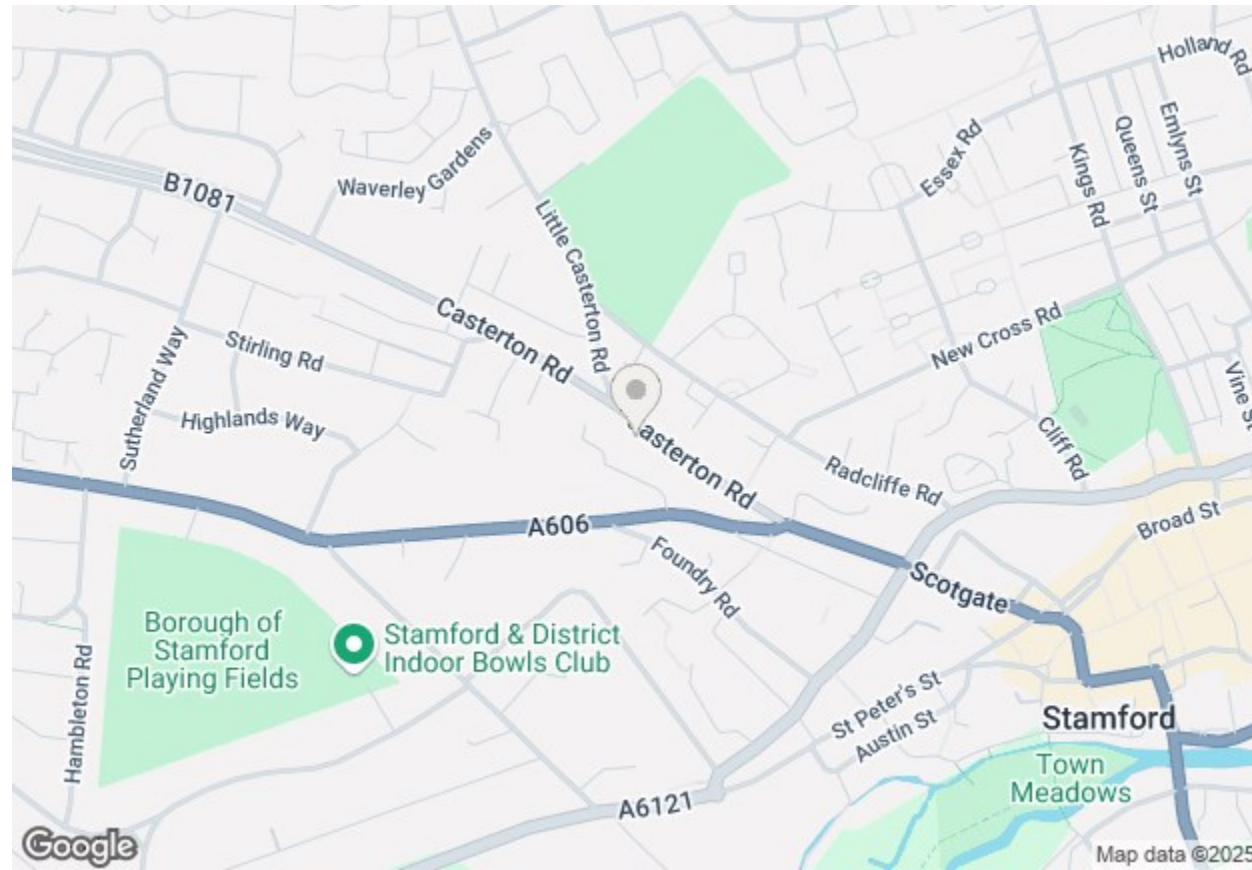 Holland Rd
Emlyns St
Queens St
Kings Rd
Essex Rd
Waverley Gardens
B1081
Little Casterton Rd
Casterton Rd
Stirling Rd
Sutherland Way
Highlands Way
New Cross Rd
Vine St
Cliff Rd
Casterton Rd
Radcliffe Rd
Broad St
A606
Foundry Rd
Scotgate
Borough of
Stamford
Playing Fields
Stamford & District
Indoor Bowls Club
Hambleton Rd
St Peter's St
Austin St
Stamford
Town
Meadows
A6121
Google
Map data ©2025